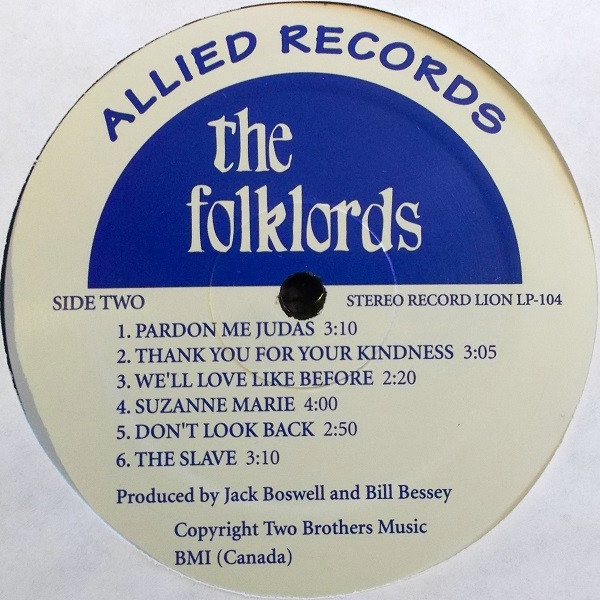 ALLIED RECORDS
the
folklords
SIDE TWO
STEREO RECORD LION LP-104
1. PARDON ME JUDAS 3:10
2. THANK YOU FOR YOUR KINDNESS 3:05
3. WE'LL LOVE LIKE BEFORE 2:20
4. SUZANNE MARIE 4:00
5. DON'T LOOK BACK 2:50
6. THE SLAVE 3:10
Produced by Jack Boswell and Bill Bessey
Copyright Two Brothers Music
BMI (Canada)